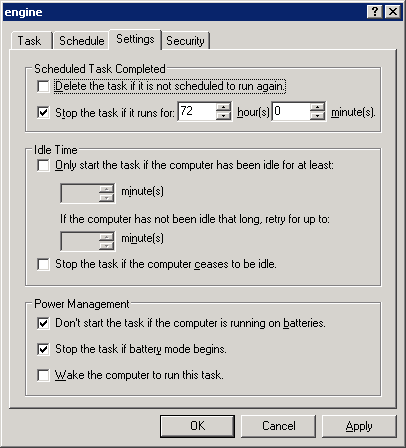 engine
Task Schedule Settings Security
Scheduled Task Completed
Delete the task if it is not scheduled to run again.
Stop the task if it runs for: 72 hour(s) 0 minute(s).
Idle Time
Only start the task if the computer has been idle for at least:
minute(s)
If the computer has not been idle that long, retry for up to:
minute(s)
Stop the task if the computer ceases to be idle.
Power Management
Don't start the task if the computer is running on batteries.
Stop the task if battery mode begins.
Wake the computer to run this task.
OK Cancel Apply